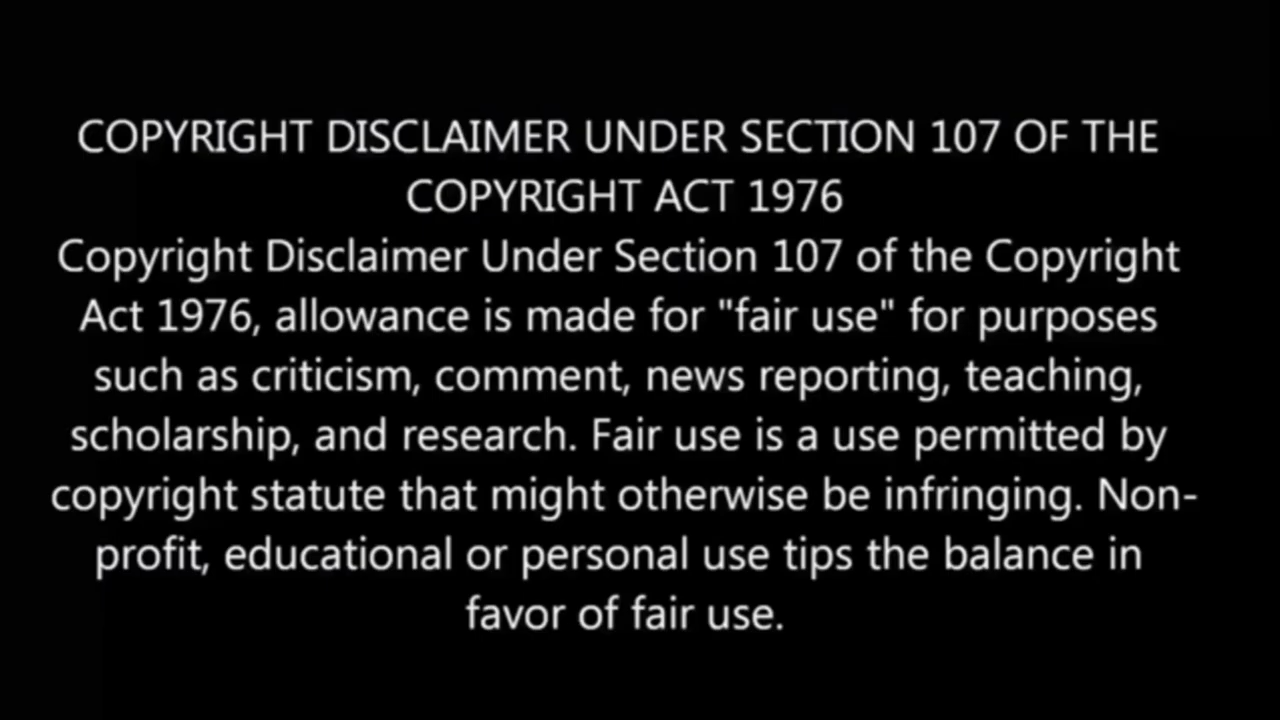 COPYRIGHT DISCLAIMER UNDER SECTION 107 OF THE
COPYRIGHT ACT 1976
Copyright Disclaimer Under Section 107 of the Copyright
Act 1976, allowance is made for "fair use" for purposes
such as criticism, comment, news reporting, teaching,
scholarship, and research. Fair use is a use permitted by
copyright statute that might otherwise be infringing. Non-
profit, educational or personal use tips the balance in
favor of fair use.